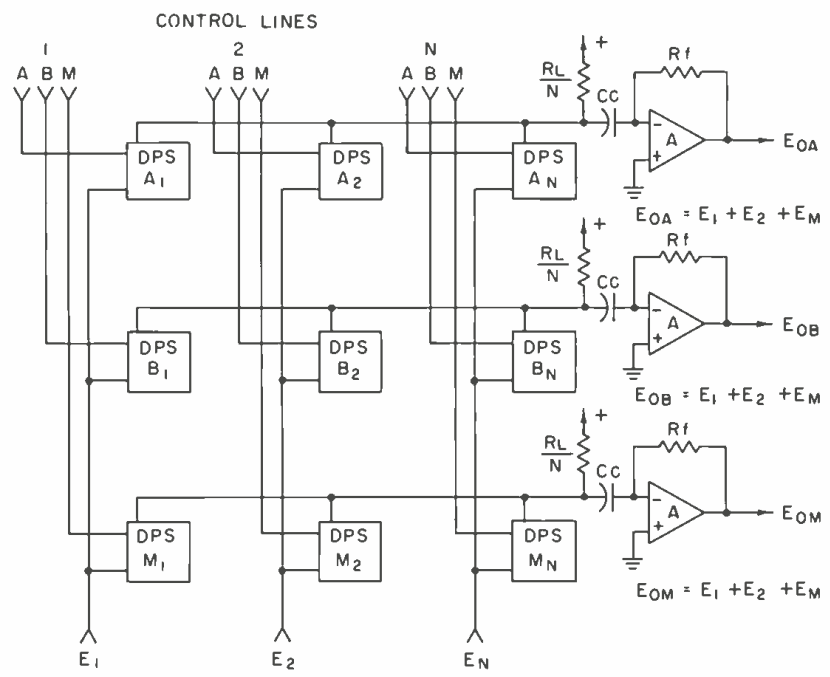 CONTROL LINES
1 2 N
A B M A B M A B M
+
RL
N
CC
Rf
DPS
A1
DPS
A2
DPS
AN
-
+
A
EOA
EOA = E1 + E2 + EM
+
RL
N
CC
Rf
DPS
B1
DPS
B2
DPS
BN
-
+
A
EOB
EOB = E1 + E2 + EM
+
RL
N
CC
Rf
DPS
M1
DPS
M2
DPS
MN
-
+
A
EOM
EOM = E1 + E2 + EM
E1 E2 EN